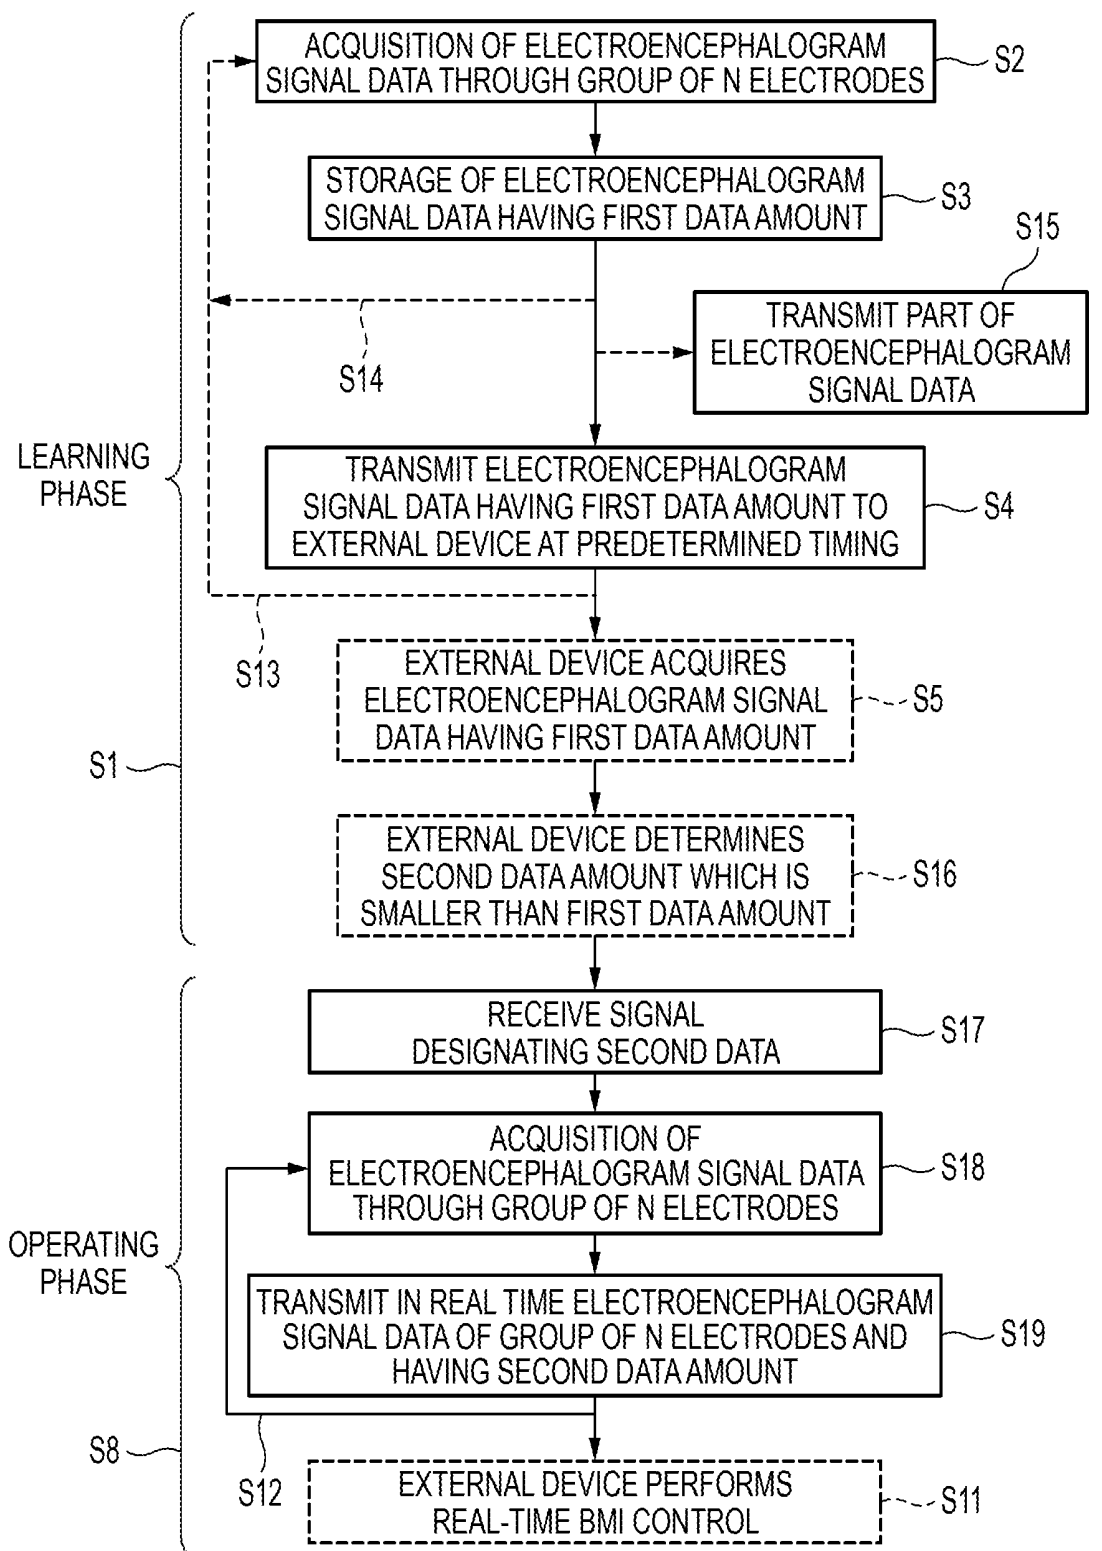 ACQUISITION OF ELECTROENCEPHALOGRAM
SIGNAL DATA THROUGH GROUP OF N ELECTRODES
S2
STORAGE OF ELECTROENCEPHALOGRAM
SIGNAL DATA HAVING FIRST DATA AMOUNT
S3
S15
TRANSMIT PART OF
ELECTROENCEPHALOGRAM
SIGNAL DATA
S14
LEARNING
PHASE
TRANSMIT ELECTROENCEPHALOGRAM
SIGNAL DATA HAVING FIRST DATA AMOUNT TO
EXTERNAL DEVICE AT PREDETERMINED TIMING
S4
S13
EXTERNAL DEVICE ACQUIRES
ELECTROENCEPHALOGRAM SIGNAL
DATA HAVING FIRST DATA AMOUNT
S5
S1
EXTERNAL DEVICE DETERMINES
SECOND DATA AMOUNT WHICH IS
SMALLER THAN FIRST DATA AMOUNT
S16
RECEIVE SIGNAL
DESIGNATING SECOND DATA
S17
ACQUISITION OF
ELECTROENCEPHALOGRAM SIGNAL DATA
THROUGH GROUP OF N ELECTRODES
S18
OPERATING
PHASE
TRANSMIT IN REAL TIME ELECTROENCEPHALOGRAM
SIGNAL DATA OF GROUP OF N ELECTRODES AND
HAVING SECOND DATA AMOUNT
S19
S8
S12
EXTERNAL DEVICE PERFORMS
REAL-TIME BMI CONTROL
S11